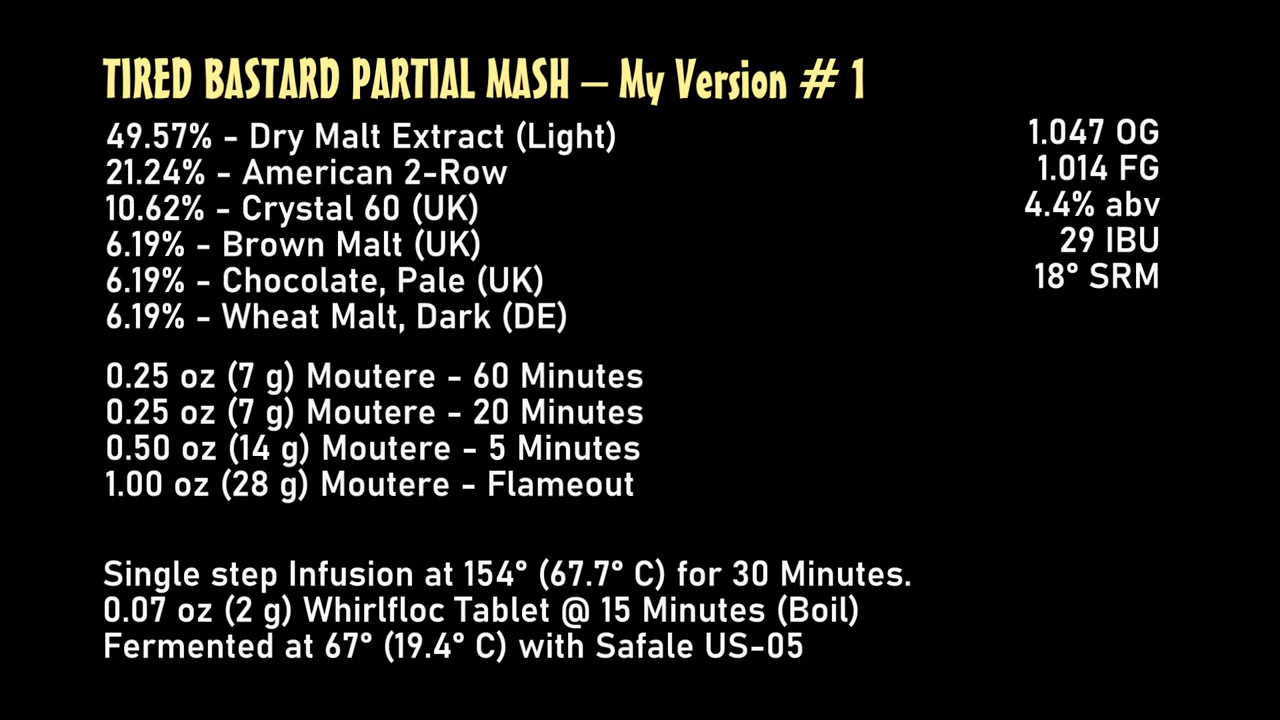 TIRED BASTARD PARTIAL MASH – My Version # 1
49.57% - Dry Malt Extract (Light)
21.24% - American 2-Row
10.62% - Crystal 60 (UK)
6.19% - Brown Malt (UK)
6.19% - Chocolate, Pale (UK)
6.19% - Wheat Malt, Dark (DE)
1.047 OG
1.014 FG
4.4% abv
29 IBU
18° SRM
0.25 oz (7 g) Moutere - 60 Minutes
0.25 oz (7 g) Moutere - 20 Minutes
0.50 oz (14 g) Moutere - 5 Minutes
1.00 oz (28 g) Moutere - Flameout
Single step Infusion at 154° (67.7° C) for 30 Minutes.
0.07 oz (2 g) Whirlfloc Tablet @ 15 Minutes (Boil)
Fermented at 67° (19.4° C) with Safale US-05